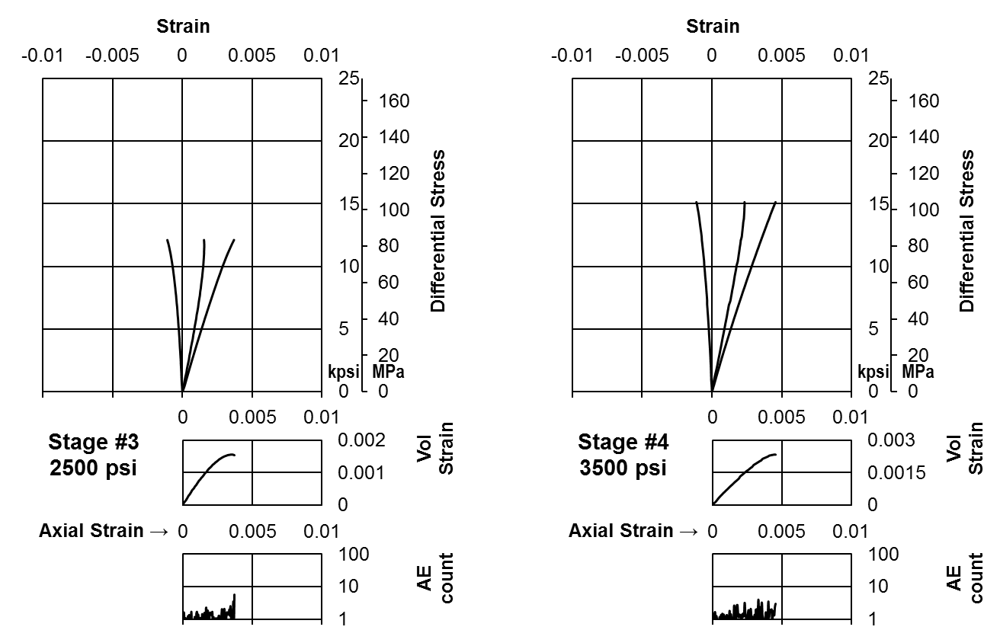 Strain
-0.01 -0.005 0 0.005 0.01
25
160
20
140
120
15
100
80
10
60
40
5
20
kpsi MPa
0 0
Differential Stress
0 0.005 0.01
Stage #3
2500 psi
0.002
0.001
0
Vol
Strain
Axial Strain → 0 0.005 0.01
100
10
1
AE
count
Strain
-0.01 -0.005 0 0.005 0.01
25
160
20
140
120
15
100
80
10
60
40
5
20
kpsi MPa
0 0
Differential Stress
0 0.005 0.01
Stage #4
3500 psi
0.003
0.0015
0
Vol
Strain
Axial Strain → 0 0.005 0.01
100
10
1
AE
count